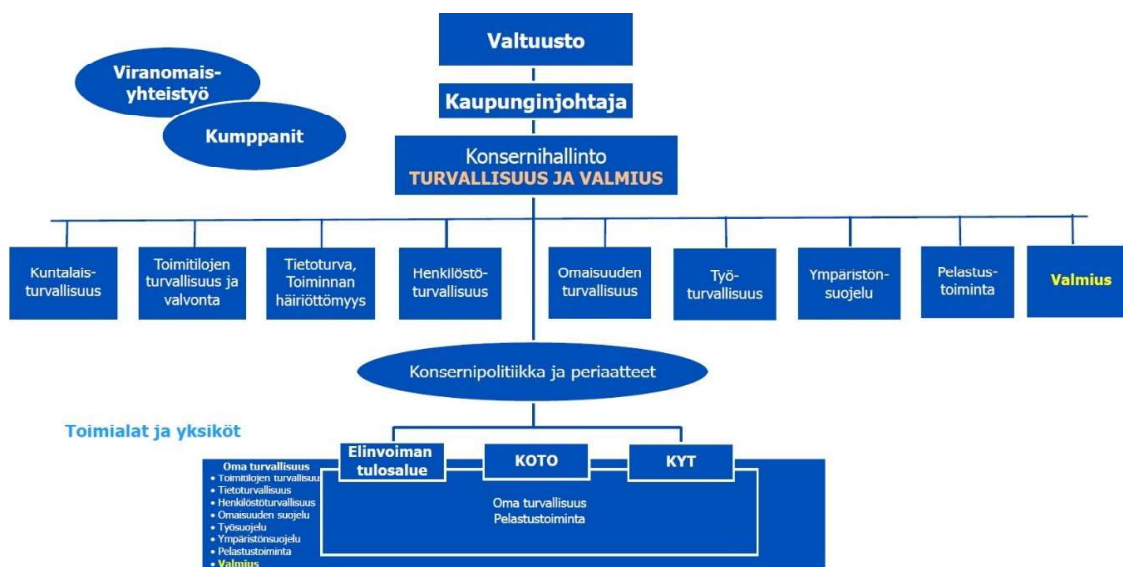 Valtuusto
Viranomais-
yhteistyö
Kaupunginjohtaja
Kumppanit
Konsernihallinto
TURVALLISUUS JA VALMIUS
Kuntalais-
turvallisuus
Toimitilojen
turvallisuus ja
valvonta
Tietoturva,
Toiminnan
häiriöttömyys
Henkilöstö-
turvallisuus
Omaisuuden
turvallisuus
Työ-
turvallisuus
Ympäristön-
suojelu
Pelastus-
toiminta
Valmius
Konsernipolitiikka ja periaatteet
Toimialat ja yksiköt
Elinvoiman
tulosalue
KOTO
KYT
Oma turvallisuus
• Toimitilojen turvallisuu
• Tietoturvallisuus
• Henkilöstöturvallisuus
• Omaisuuden suojelu
• Työsuojelu
• Ympäristönsuojelu
• Pelastustoiminta
• Valmius
Oma turvallisuus
Pelastustoiminta